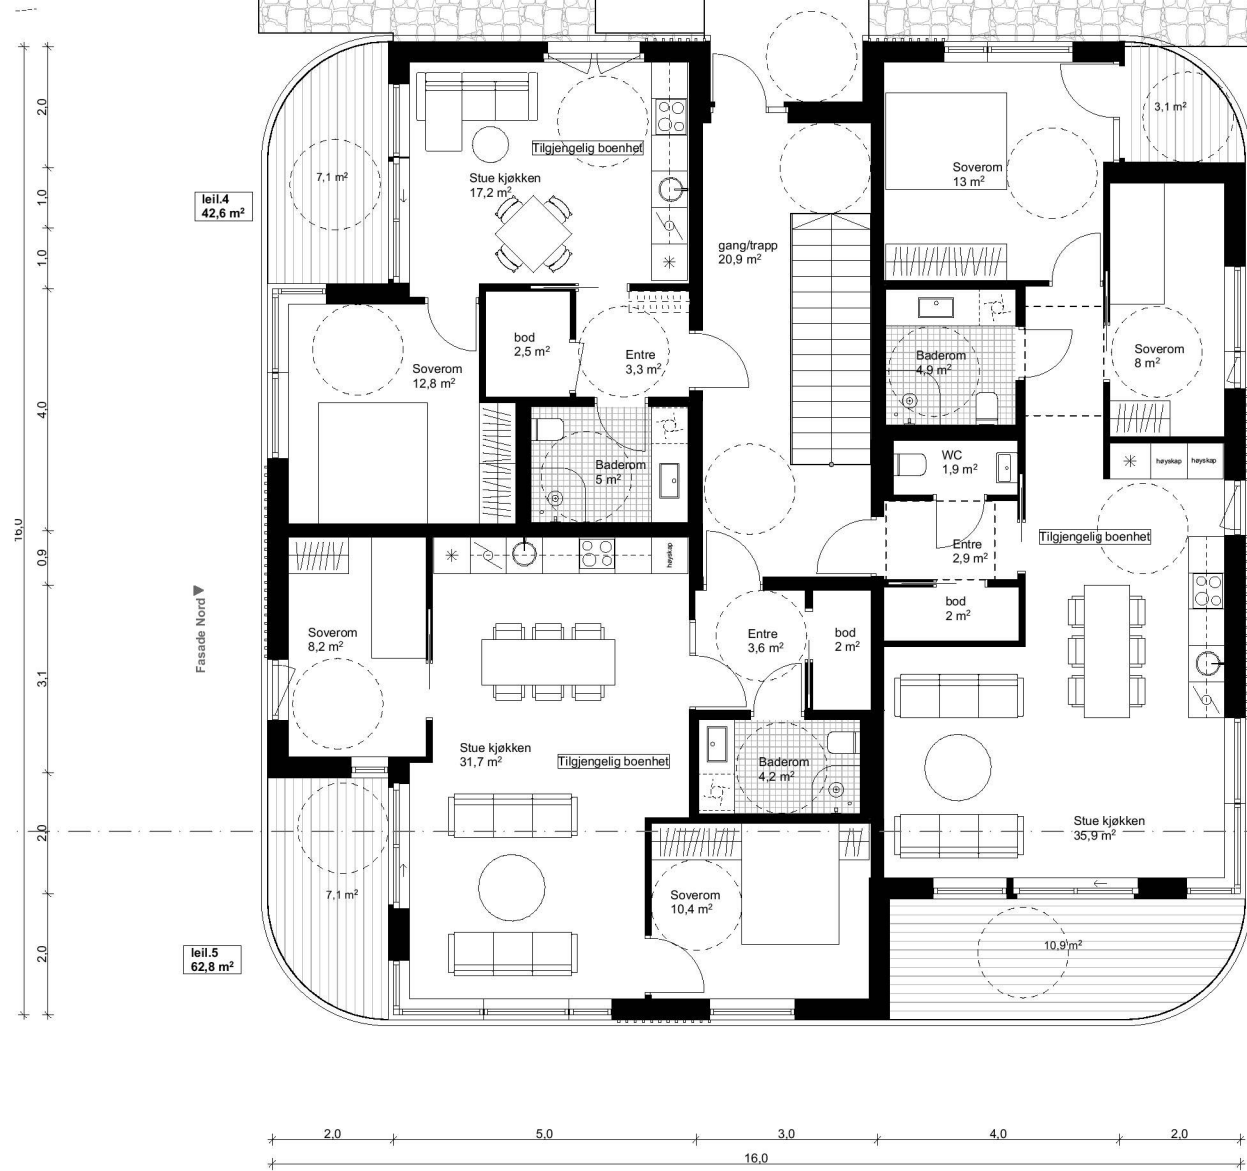 2,0
1,0
1,0
4,0
0,9
3,1
2,0
2,0
16,0
leil.4
42,6 m²
7,1 m²
Tilgjengelig boenhet
Stue kjøkken
17,2 m²
gang/trapp
20,9 m²
3,1 m²
Soverom
13 m²
bod
2,5 m²
Entre
3,3 m²
Soverom
12,8 m²
Baderom
4,9 m²
Soverom
8 m²
Baderom
5 m²
WC
1,9 m²
høyskap
høyskap
Entre
2,9 m²
Tilgjengelig boenhet
høyskap
Fasade Nord
Soverom
8,2 m²
Entre
3,6 m²
bod
2 m²
bod
2 m²
Stue kjøkken
31,7 m²
Tilgjengelig boenhet
Baderom
4,2 m²
Stue kjøkken
35,9 m²
7,1 m²
Soverom
10,4 m²
10,9 m²
leil.5
62,8 m²
2,0
5,0
3,0
4,0
2,0
16,0